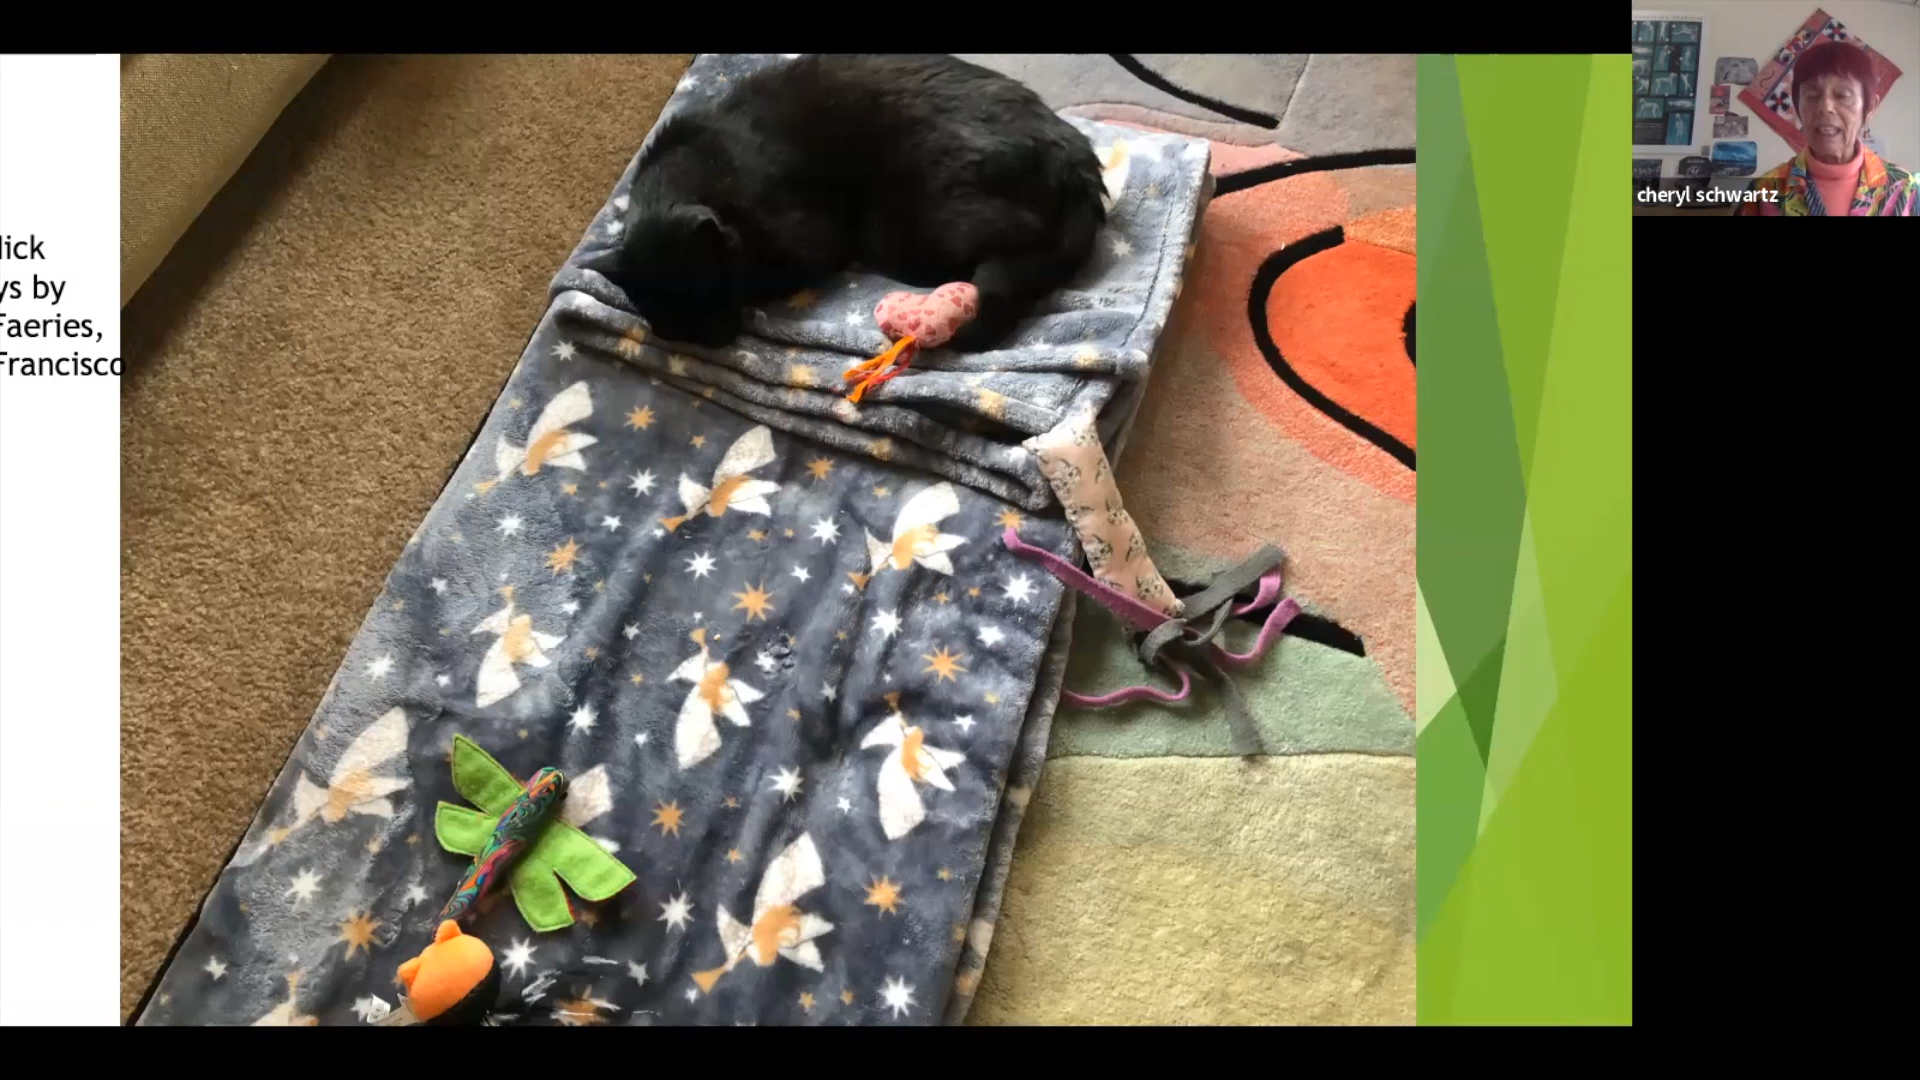 lick
ys by
Faeries,
Francisco
cheryl schwartz